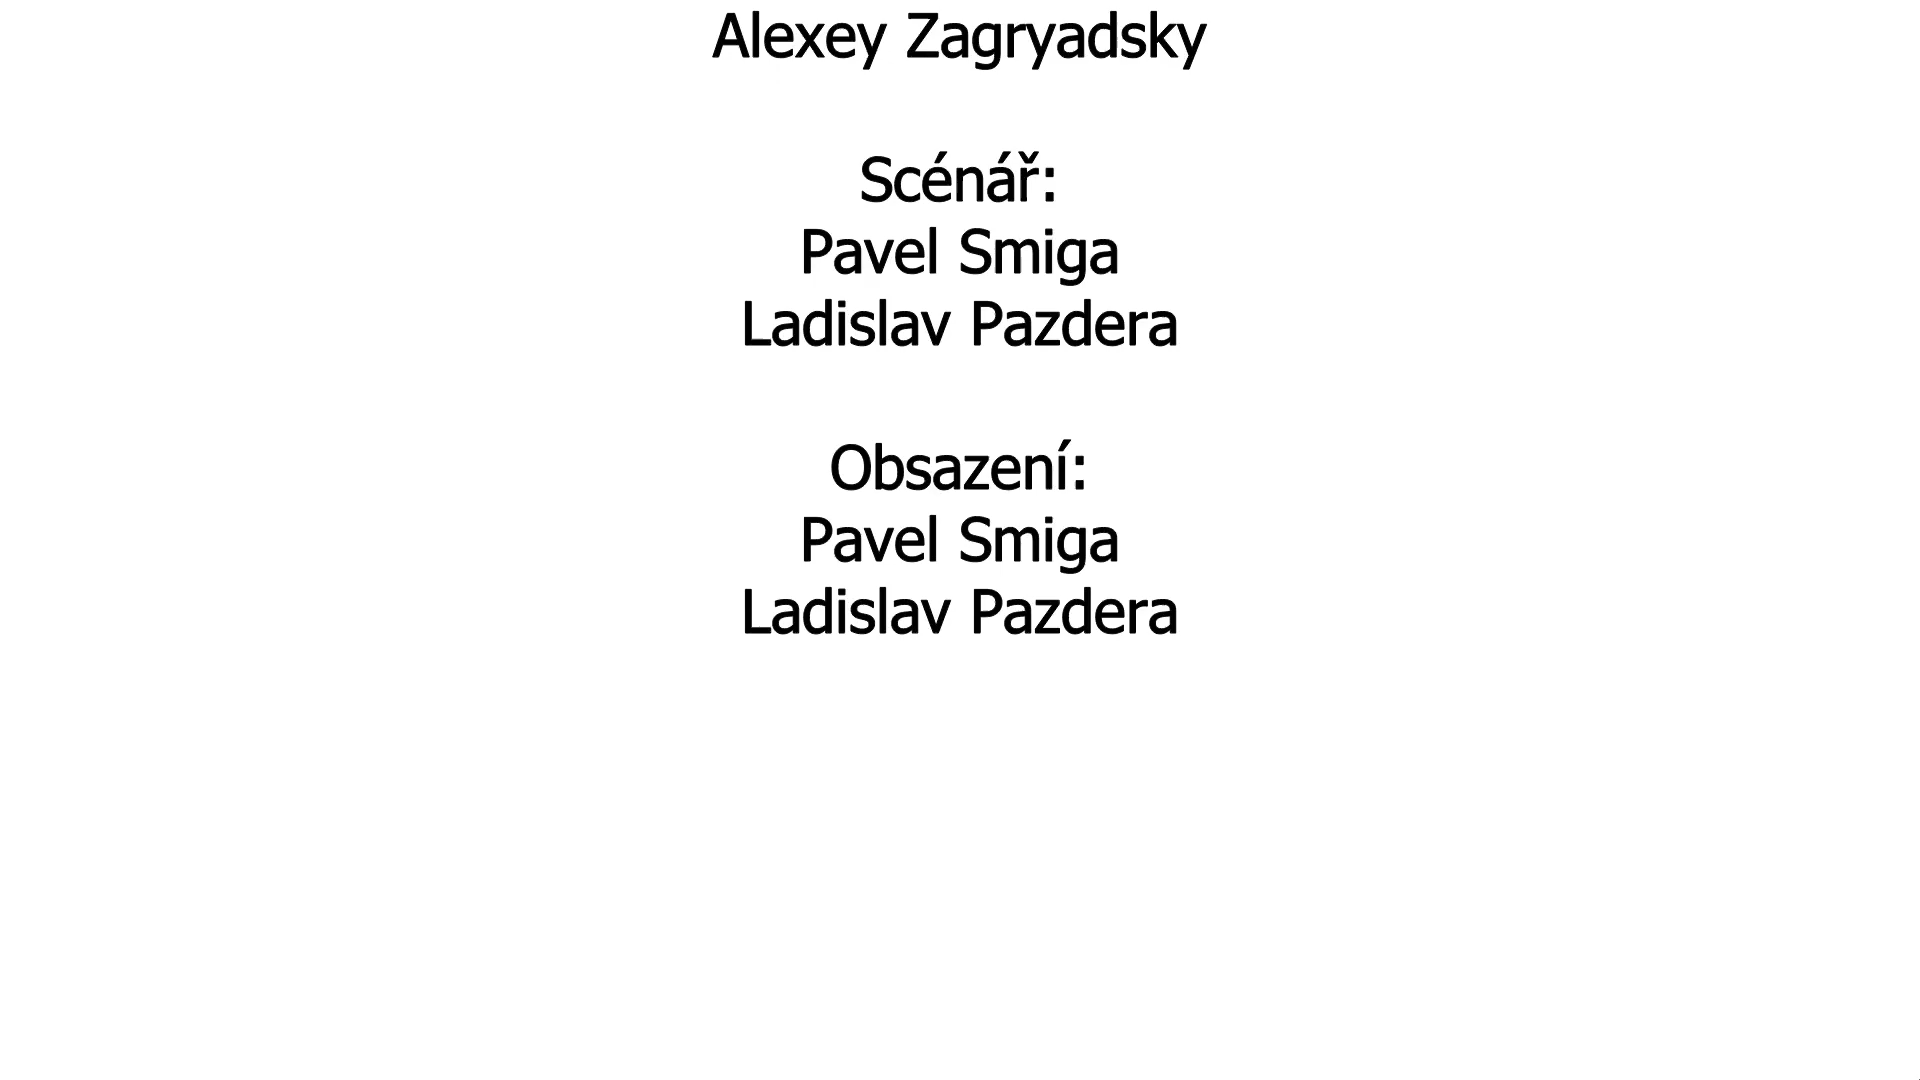 Alexey Zagryadsky
Scénář:
Pavel Smiga
Ladislav Pazdera
Obsazení:
Pavel Smiga
Ladislav Pazdera